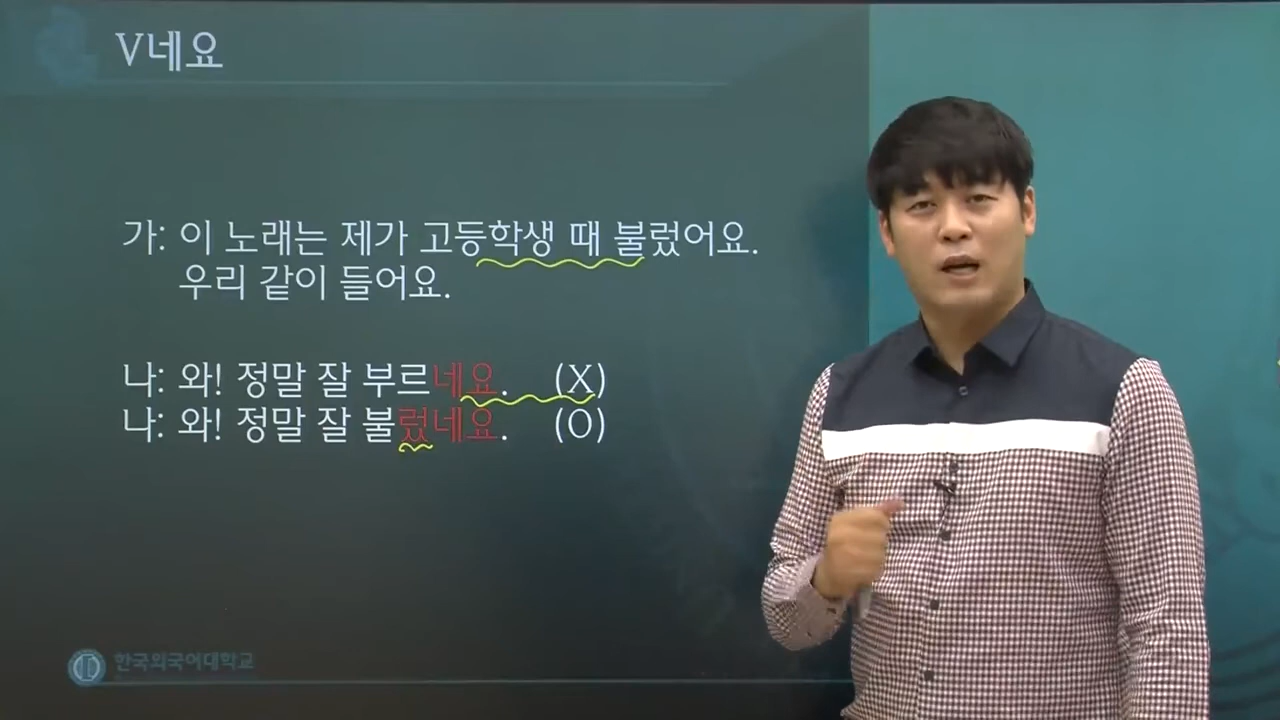 V네요
가: 이 노래는 제가 고등학생 때 불렀어요.
우리 같이 들어요.
나: 와! 정말 잘 부르네요. (X)
나: 와! 정말 잘 불렀네요. (O)
한국외국어대학교